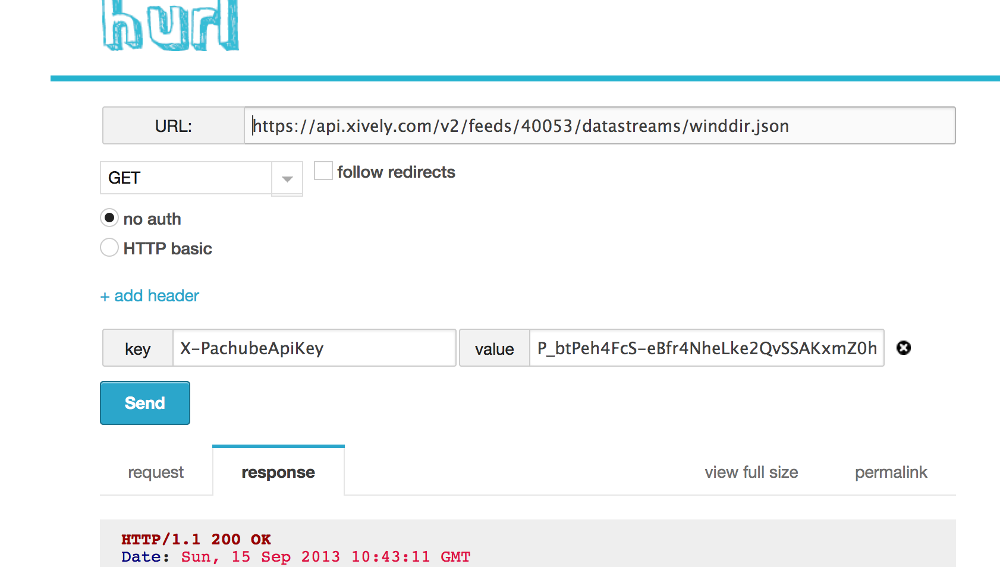 hurl
URL: https://api.xively.com/v2/feeds/40053/datastreams/winddir.json
GET follow redirects
no auth
HTTP basic
+ add header
key X-PachubeApiKey value P_btPeh4FcS-eBfr4NheLke2QvSSAKxmZ0h
Send
request response view full size permalink
HTTP/1.1 200 OK
Date: Sun, 15 Sep 2013 10:43:11 GMT